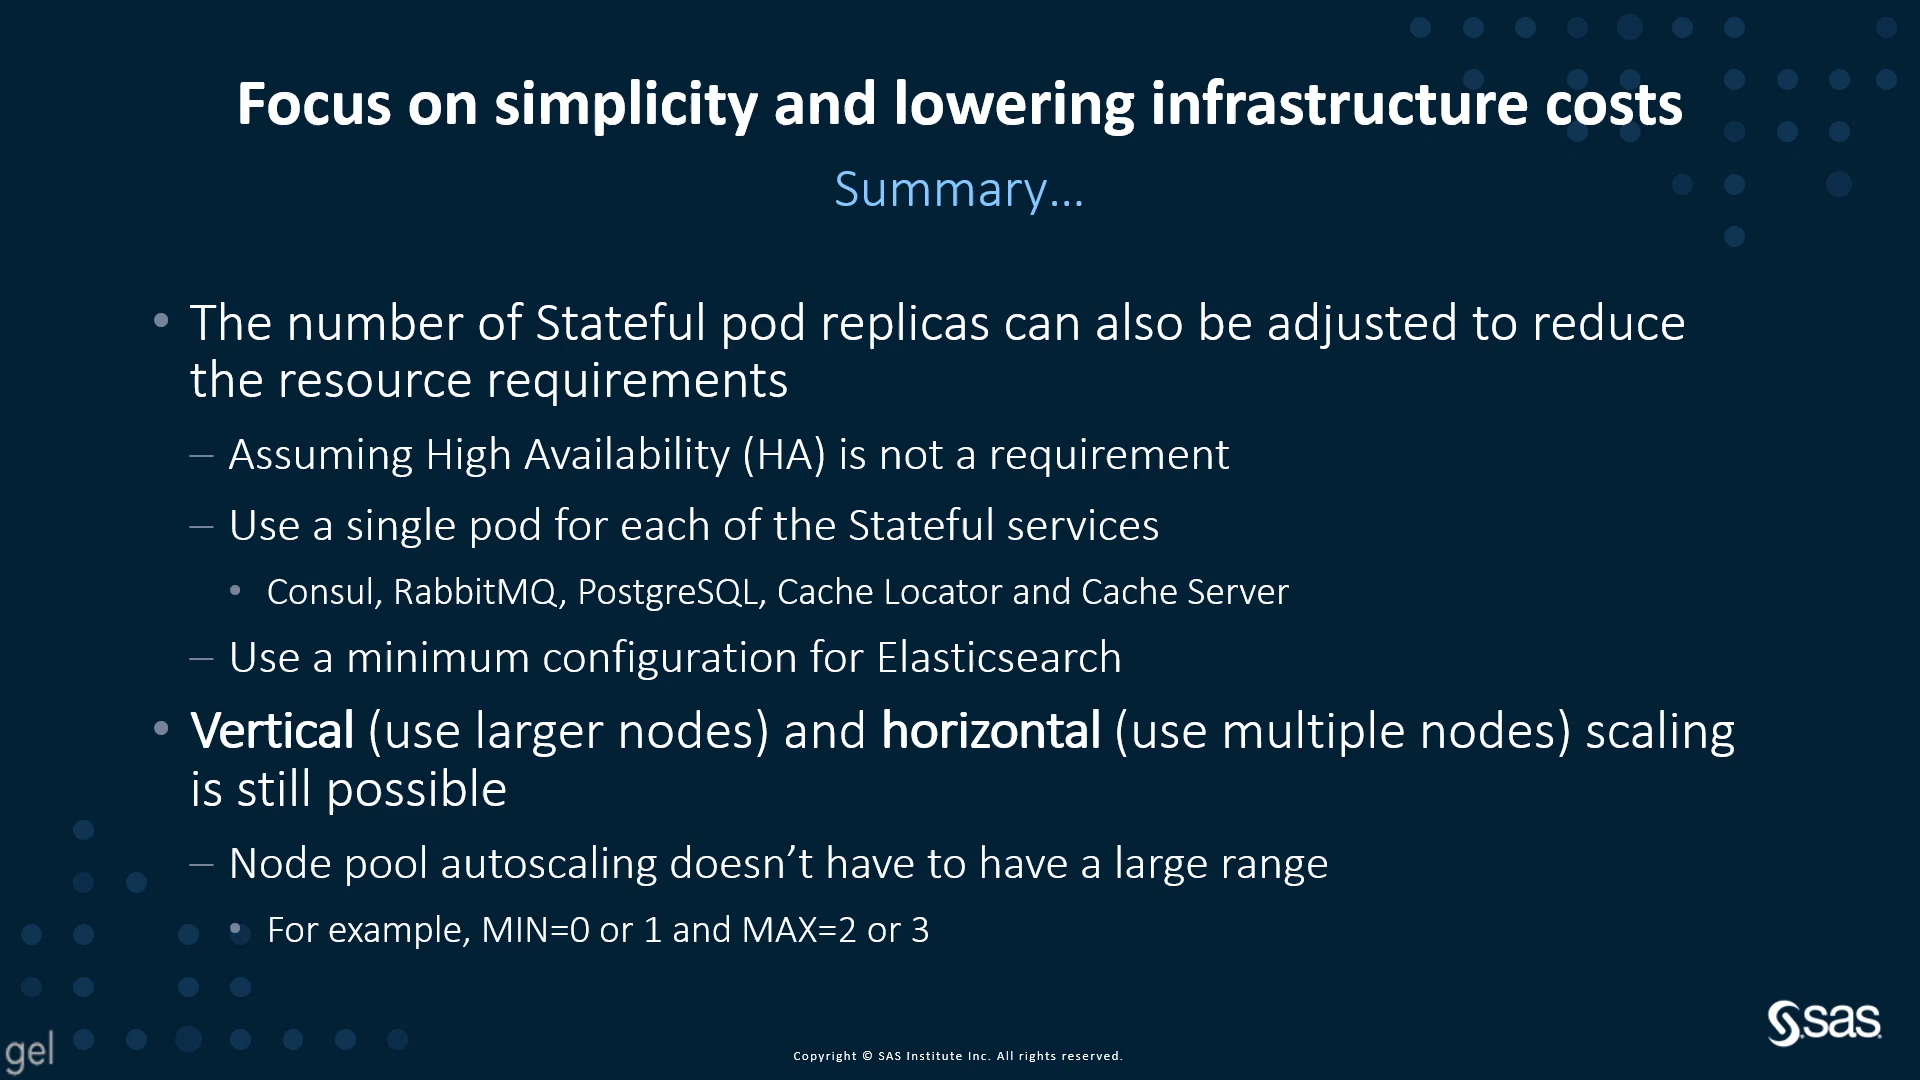 Focus on simplicity and lowering infrastructure costs
Summary...
• The number of Stateful pod replicas can also be adjusted to reduce
the resource requirements
– Assuming High Availability (HA) is not a requirement
– Use a single pod for each of the Stateful services
• Consul, RabbitMQ, PostgreSQL, Cache Locator and Cache Server
– Use a minimum configuration for Elasticsearch
• Vertical (use larger nodes) and horizontal (use multiple nodes) scaling
is still possible
– Node pool autoscaling doesn’t have to have a large range
• For example, MIN=0 or 1 and MAX=2 or 3
sas
gel
Copyright © SAS Institute Inc. All rights reserved.